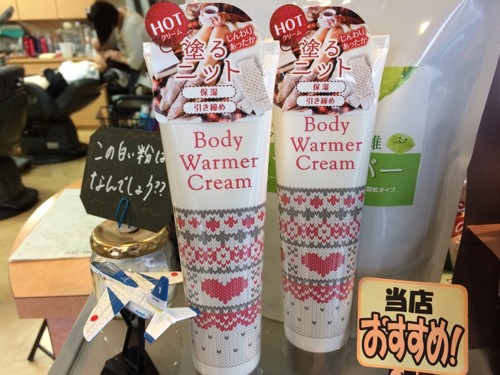 HOT
クリーム
塗る
ニット
じんわり
あったか
保湿
引き締め
Body
Warmer
Cream
HOT
クリーム
塗る
ニット
じんわり
あったか
保湿
引き締め
Body
Warmer
Cream
この白い粉は
なんでしょう??
当店
おすすめ!